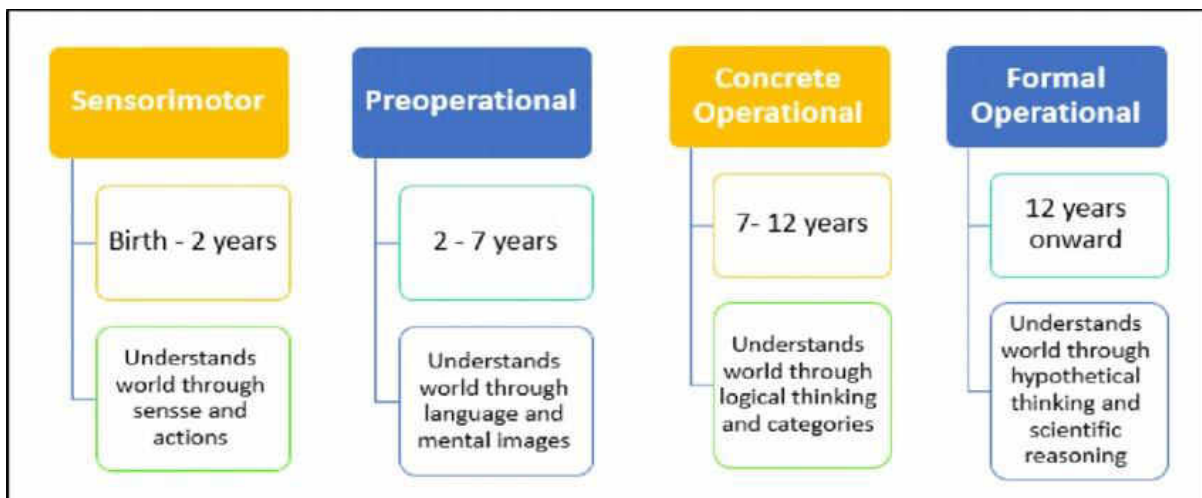 Sensorimotor
Birth - 2 years
Understands
world through
sensse and
actions
Preoperational
2 - 7 years
Understands
world through
language and
mental images
Concrete
Operational
7- 12 years
Understands
world through
logical thinking
and categories
Formal
Operational
12 years
onward
Understands
world through
hypothetical
thinking and
scientific
reasoning